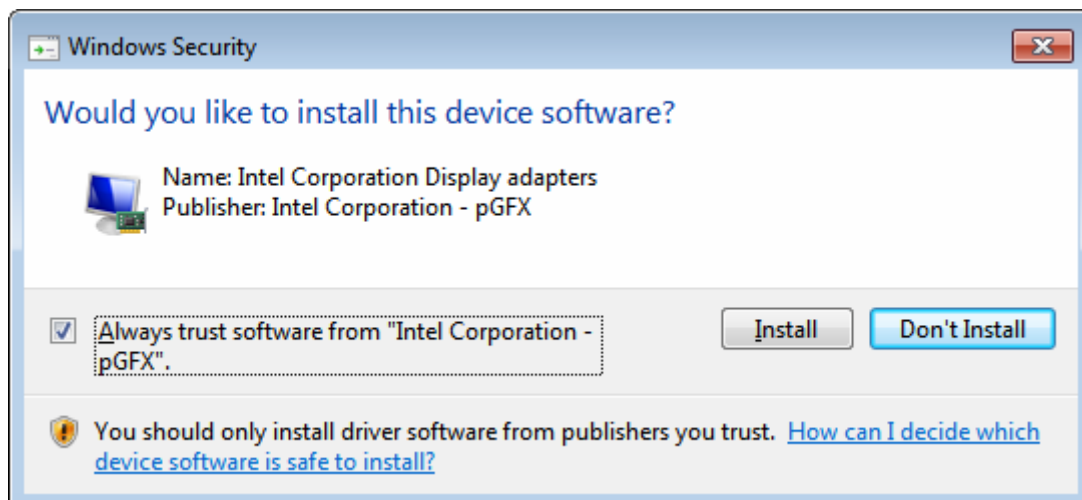 Windows Security
Would you like to install this device software?
Name: Intel Corporation Display adapters
Publisher: Intel Corporation - pGFX
Always trust software from "Intel Corporation -
pGFX".
Install
Don't Install
You should only install driver software from publishers you trust. How can I decide which
device software is safe to install?